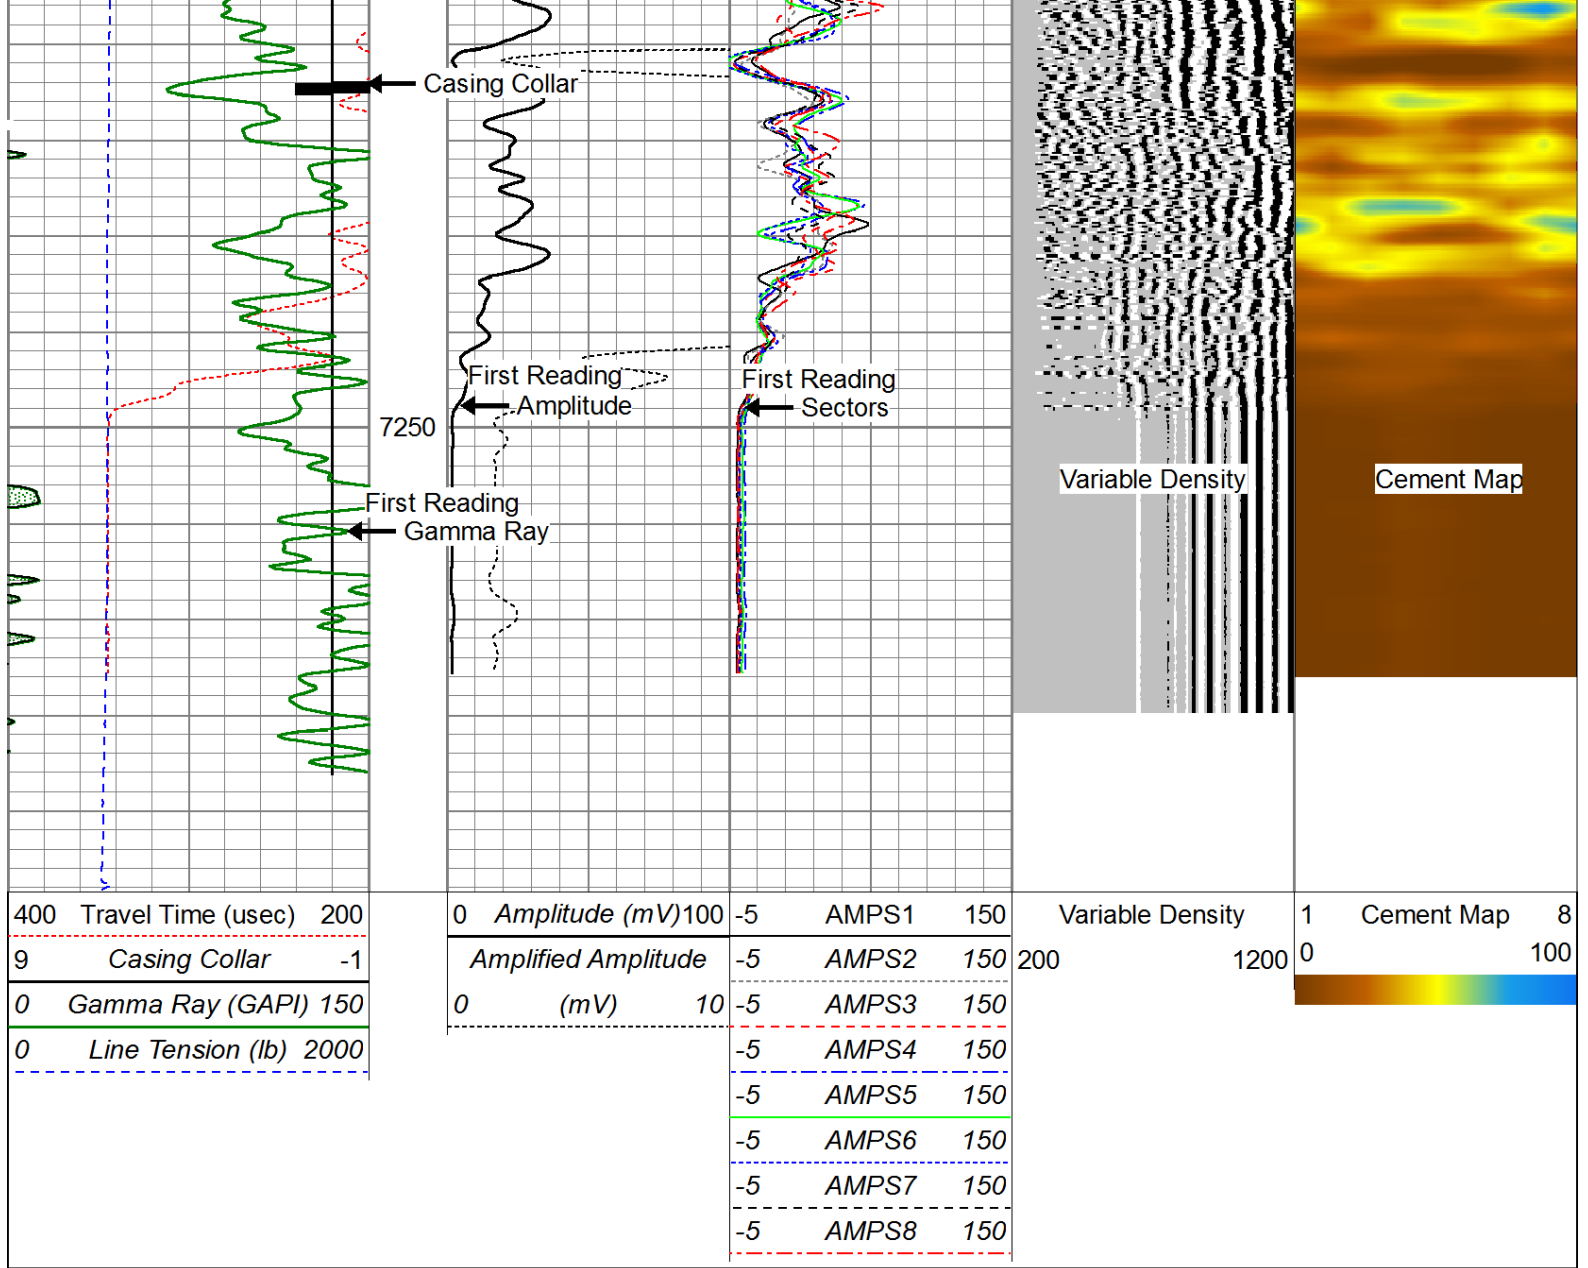 Casing Collar
First Reading
Amplitude
First Reading
Sectors
7250
Variable Density
Cement Map
First Reading
Gamma Ray
400 Travel Time (usec) 200
9 Casing Collar -1
0 Gamma Ray (GAPI) 150
0 Line Tension (lb) 2000
0 Amplitude (mV) 100
Amplified Amplitude
0 (mV) 10
-5 AMPS1 150
-5 AMPS2 150
-5 AMPS3 150
-5 AMPS4 150
-5 AMPS5 150
-5 AMPS6 150
-5 AMPS7 150
-5 AMPS8 150
Variable Density
200 1200
1 Cement Map 8
0 100